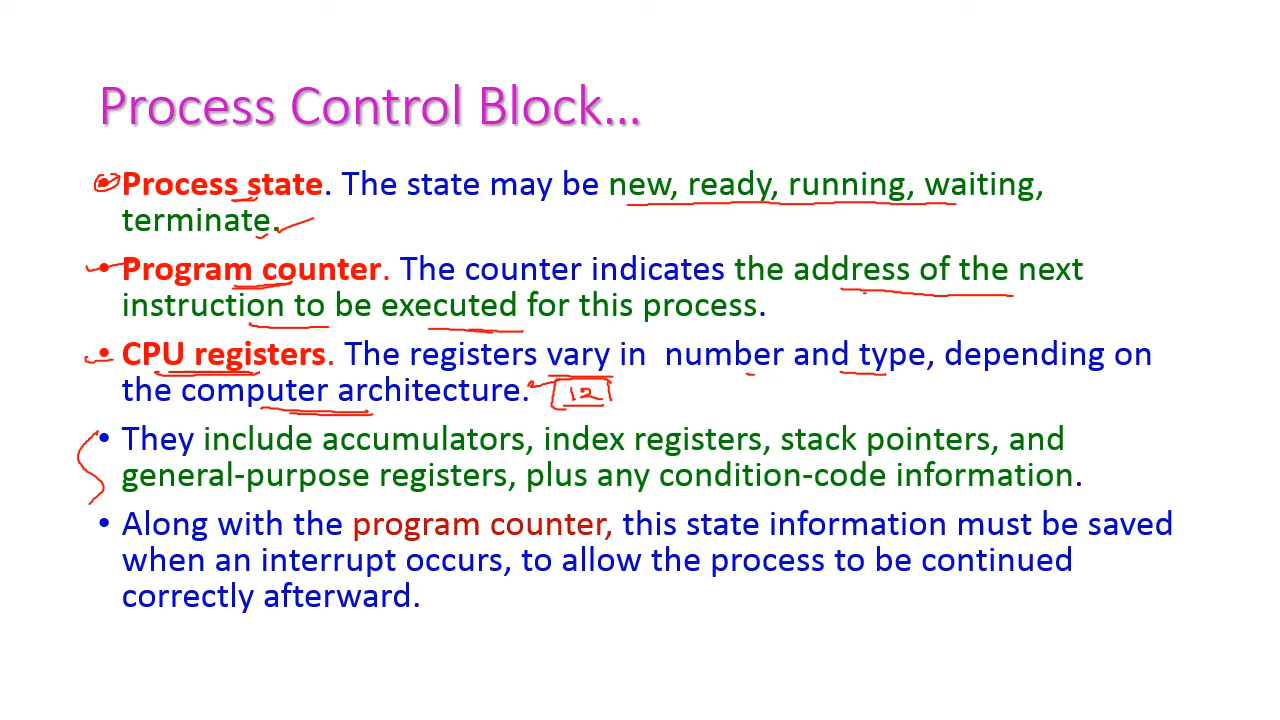 Process Control Block...
• Process state. The state may be new, ready, running, waiting,
terminate.
• Program counter. The counter indicates the address of the next
instruction to be executed for this process.
• CPU registers. The registers vary in number and type, depending on
the computer architecture. 12
• They include accumulators, index registers, stack pointers, and
general-purpose registers, plus any condition-code information.
• Along with the program counter, this state information must be saved
when an interrupt occurs, to allow the process to be continued
correctly afterward.